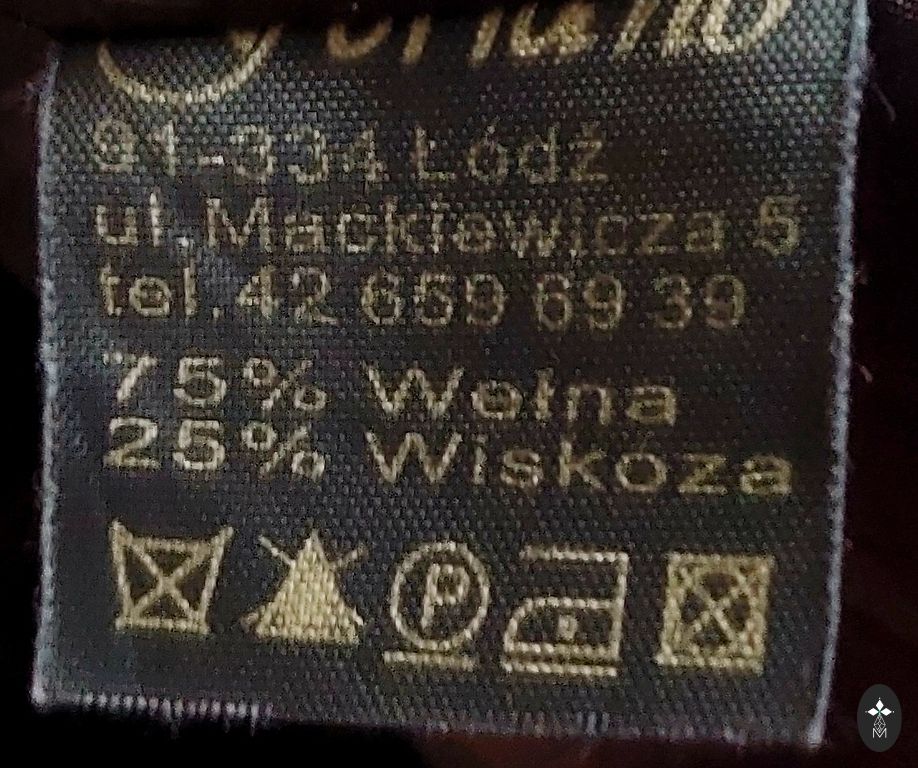 91-334 Łódź
ul. Mackiewicza 5
tel. 42 659 69 39
75% Wełna
25% Wiskoza
P
M